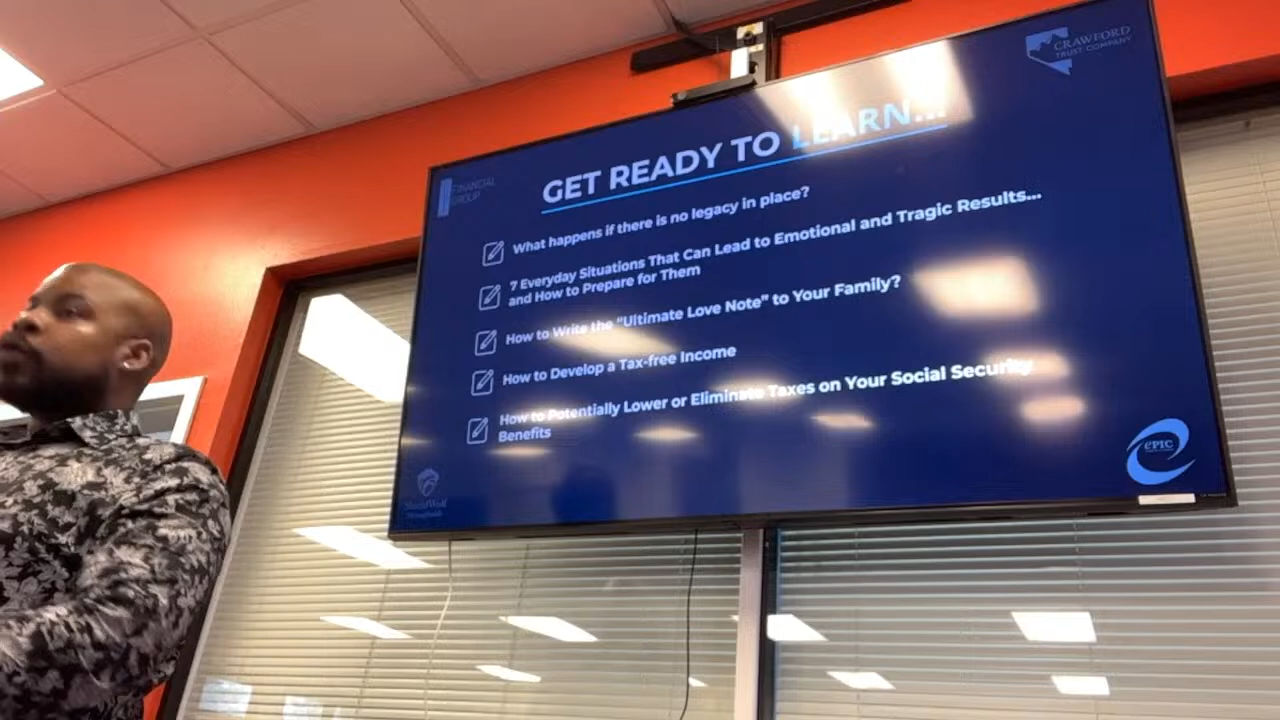 CRAWFORD
TRUST COMPANY
FINANCIAL
GROUP
GET READY TO LEARN...
What happens if there is no legacy in place?
7 Everyday Situations That Can Lead to Emotional and Tragic Results...
and How to Prepare for Them
How to Write the "Ultimate Love Note" to Your Family?
How to Develop a Tax-free Income
How to Potentially Lower or Eliminate Taxes on Your Social Security
Benefits
ePIC